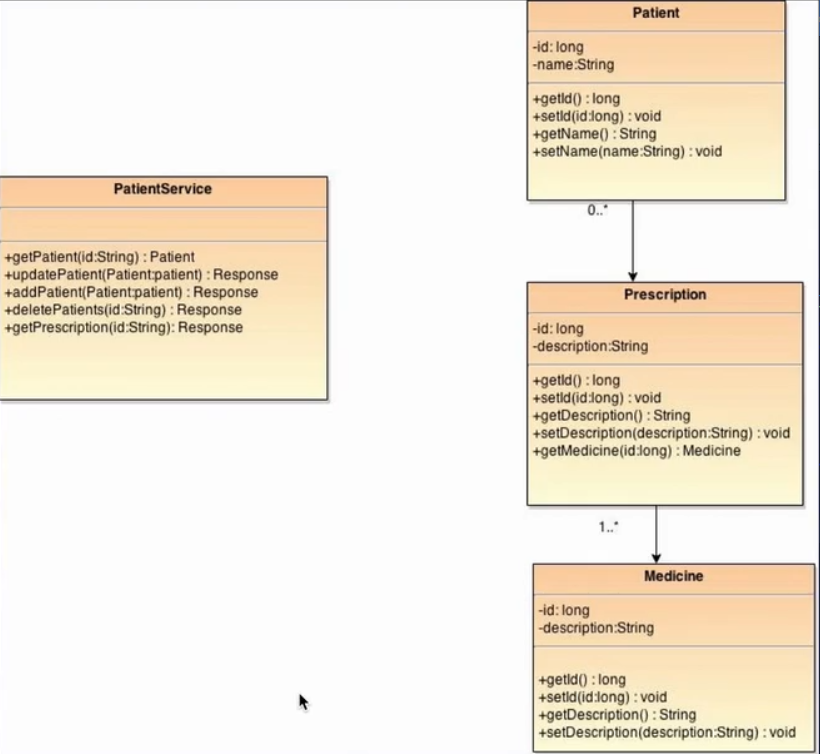 Patient
-id: long
-name:String
+getId() : long
+setId(id:long) : void
+getName() : String
+setName(name:String) : void
PatientService
+getPatient(id:String) : Patient
+updatePatient(Patient:patient) : Response
+addPatient(Patient:patient) : Response
+deletePatients(id:String) : Response
+getPrescription(id:String): Response
0..*
Prescription
-id: long
-description:String
+getId() : long
+setId(id:long) : void
+getDescription() : String
+setDescription(description:String) : void
+getMedicine(id:long) : Medicine
1..*
Medicine
-id: long
-description:String
+getId() : long
+setId(id:long) : void
+getDescription() : String
+setDescription(description:String) : void